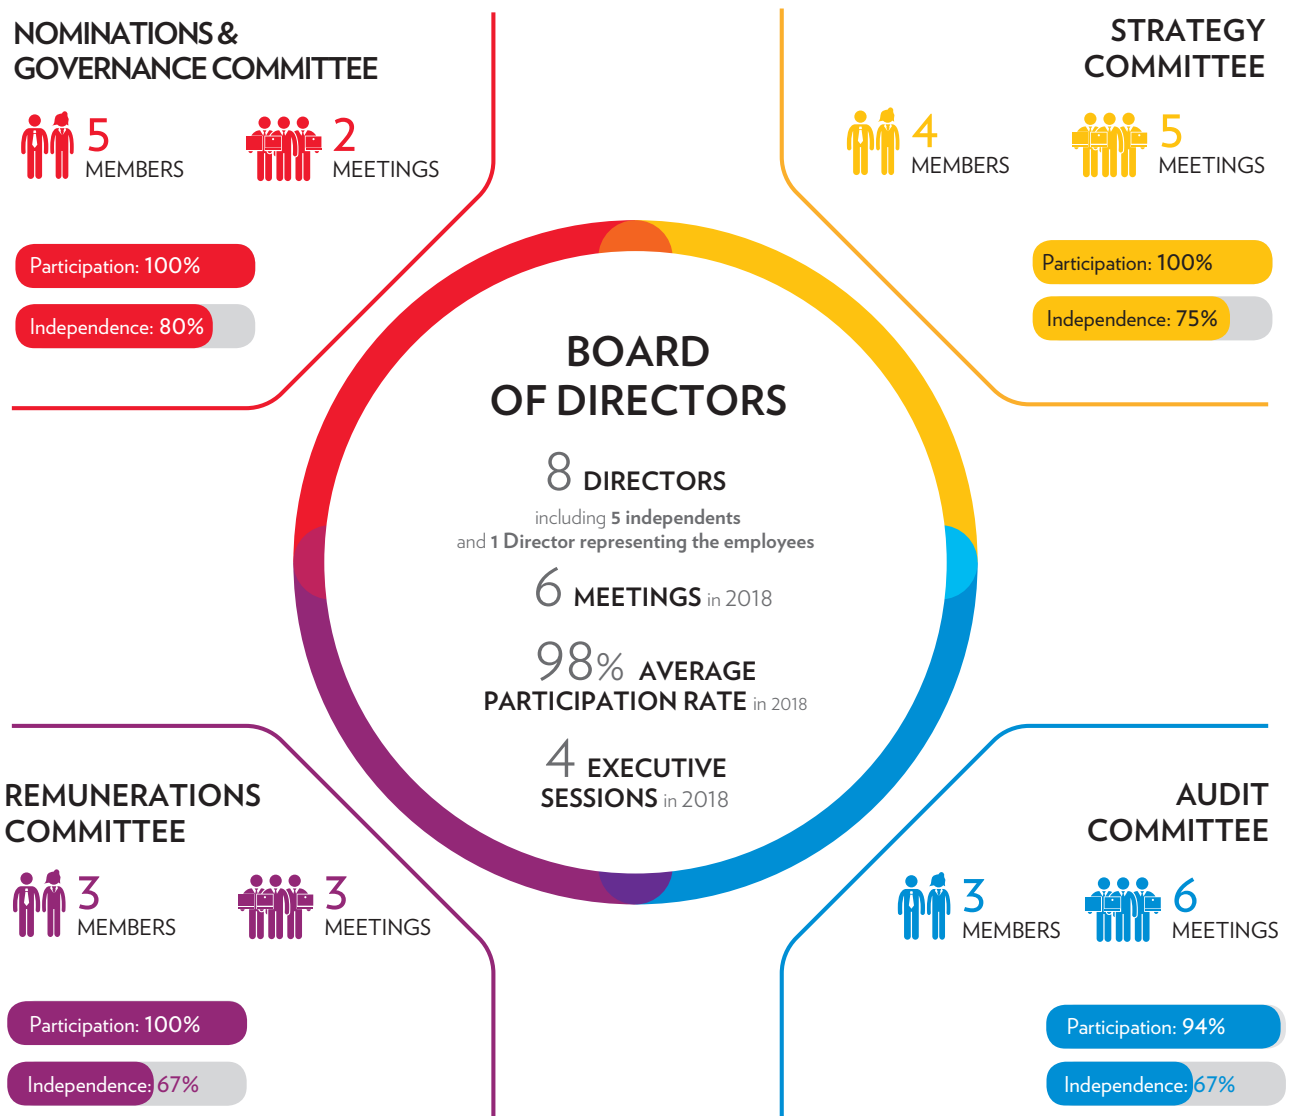 NOMINATIONS &
GOVERNANCE COMMITTEE
5
MEMBERS
2
MEETINGS
Participation: 100%
Independence: 80%
STRATEGY
COMMITTEE
4
MEMBERS
5
MEETINGS
Participation: 100%
Independence: 75%
BOARD
OF DIRECTORS
8 DIRECTORS
including 5 independents
and 1 Director representing the employees
6 MEETINGS in 2018
98% AVERAGE
PARTICIPATION RATE in 2018
4 EXECUTIVE
SESSIONS in 2018
REMUNERATIONS
COMMITTEE
3
MEMBERS
3
MEETINGS
Participation: 100%
Independence: 67%
AUDIT
COMMITTEE
3
MEMBERS
6
MEETINGS
Participation: 94%
Independence: 67%